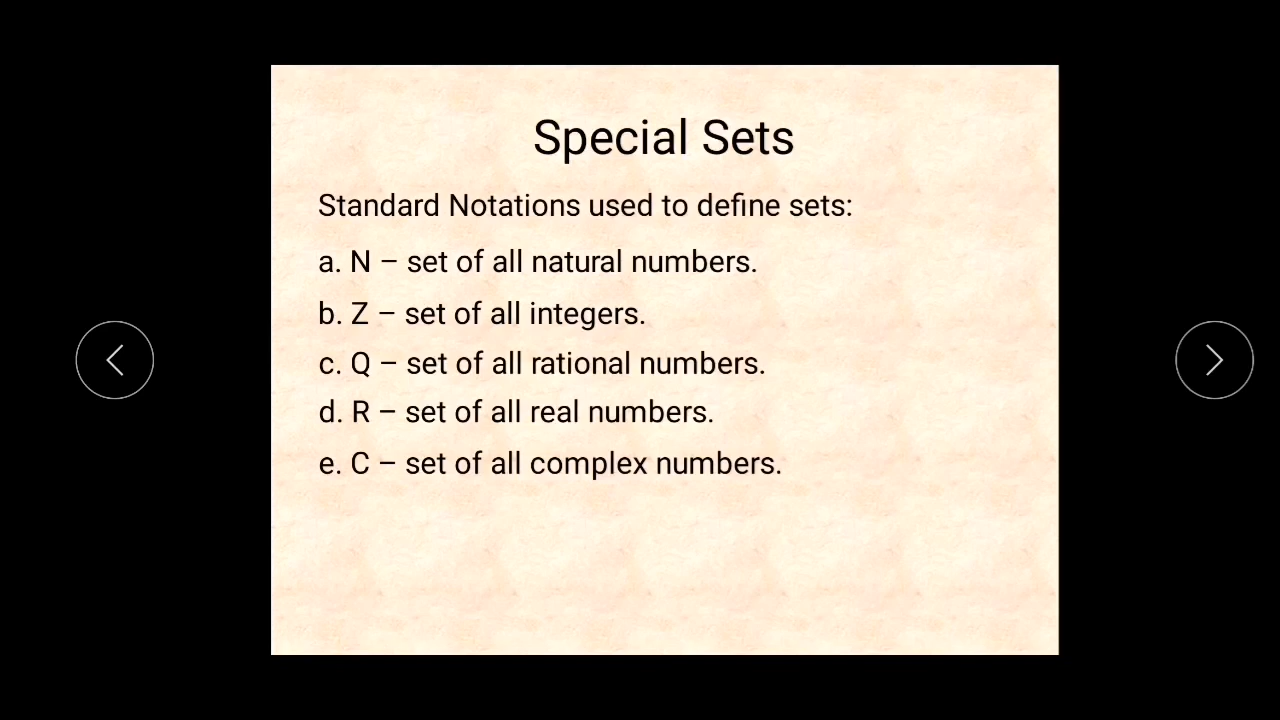 Special Sets
Standard Notations used to define sets:
a. N – set of all natural numbers.
b. Z – set of all integers.
c. Q – set of all rational numbers.
d. R – set of all real numbers.
e. C – set of all complex numbers.